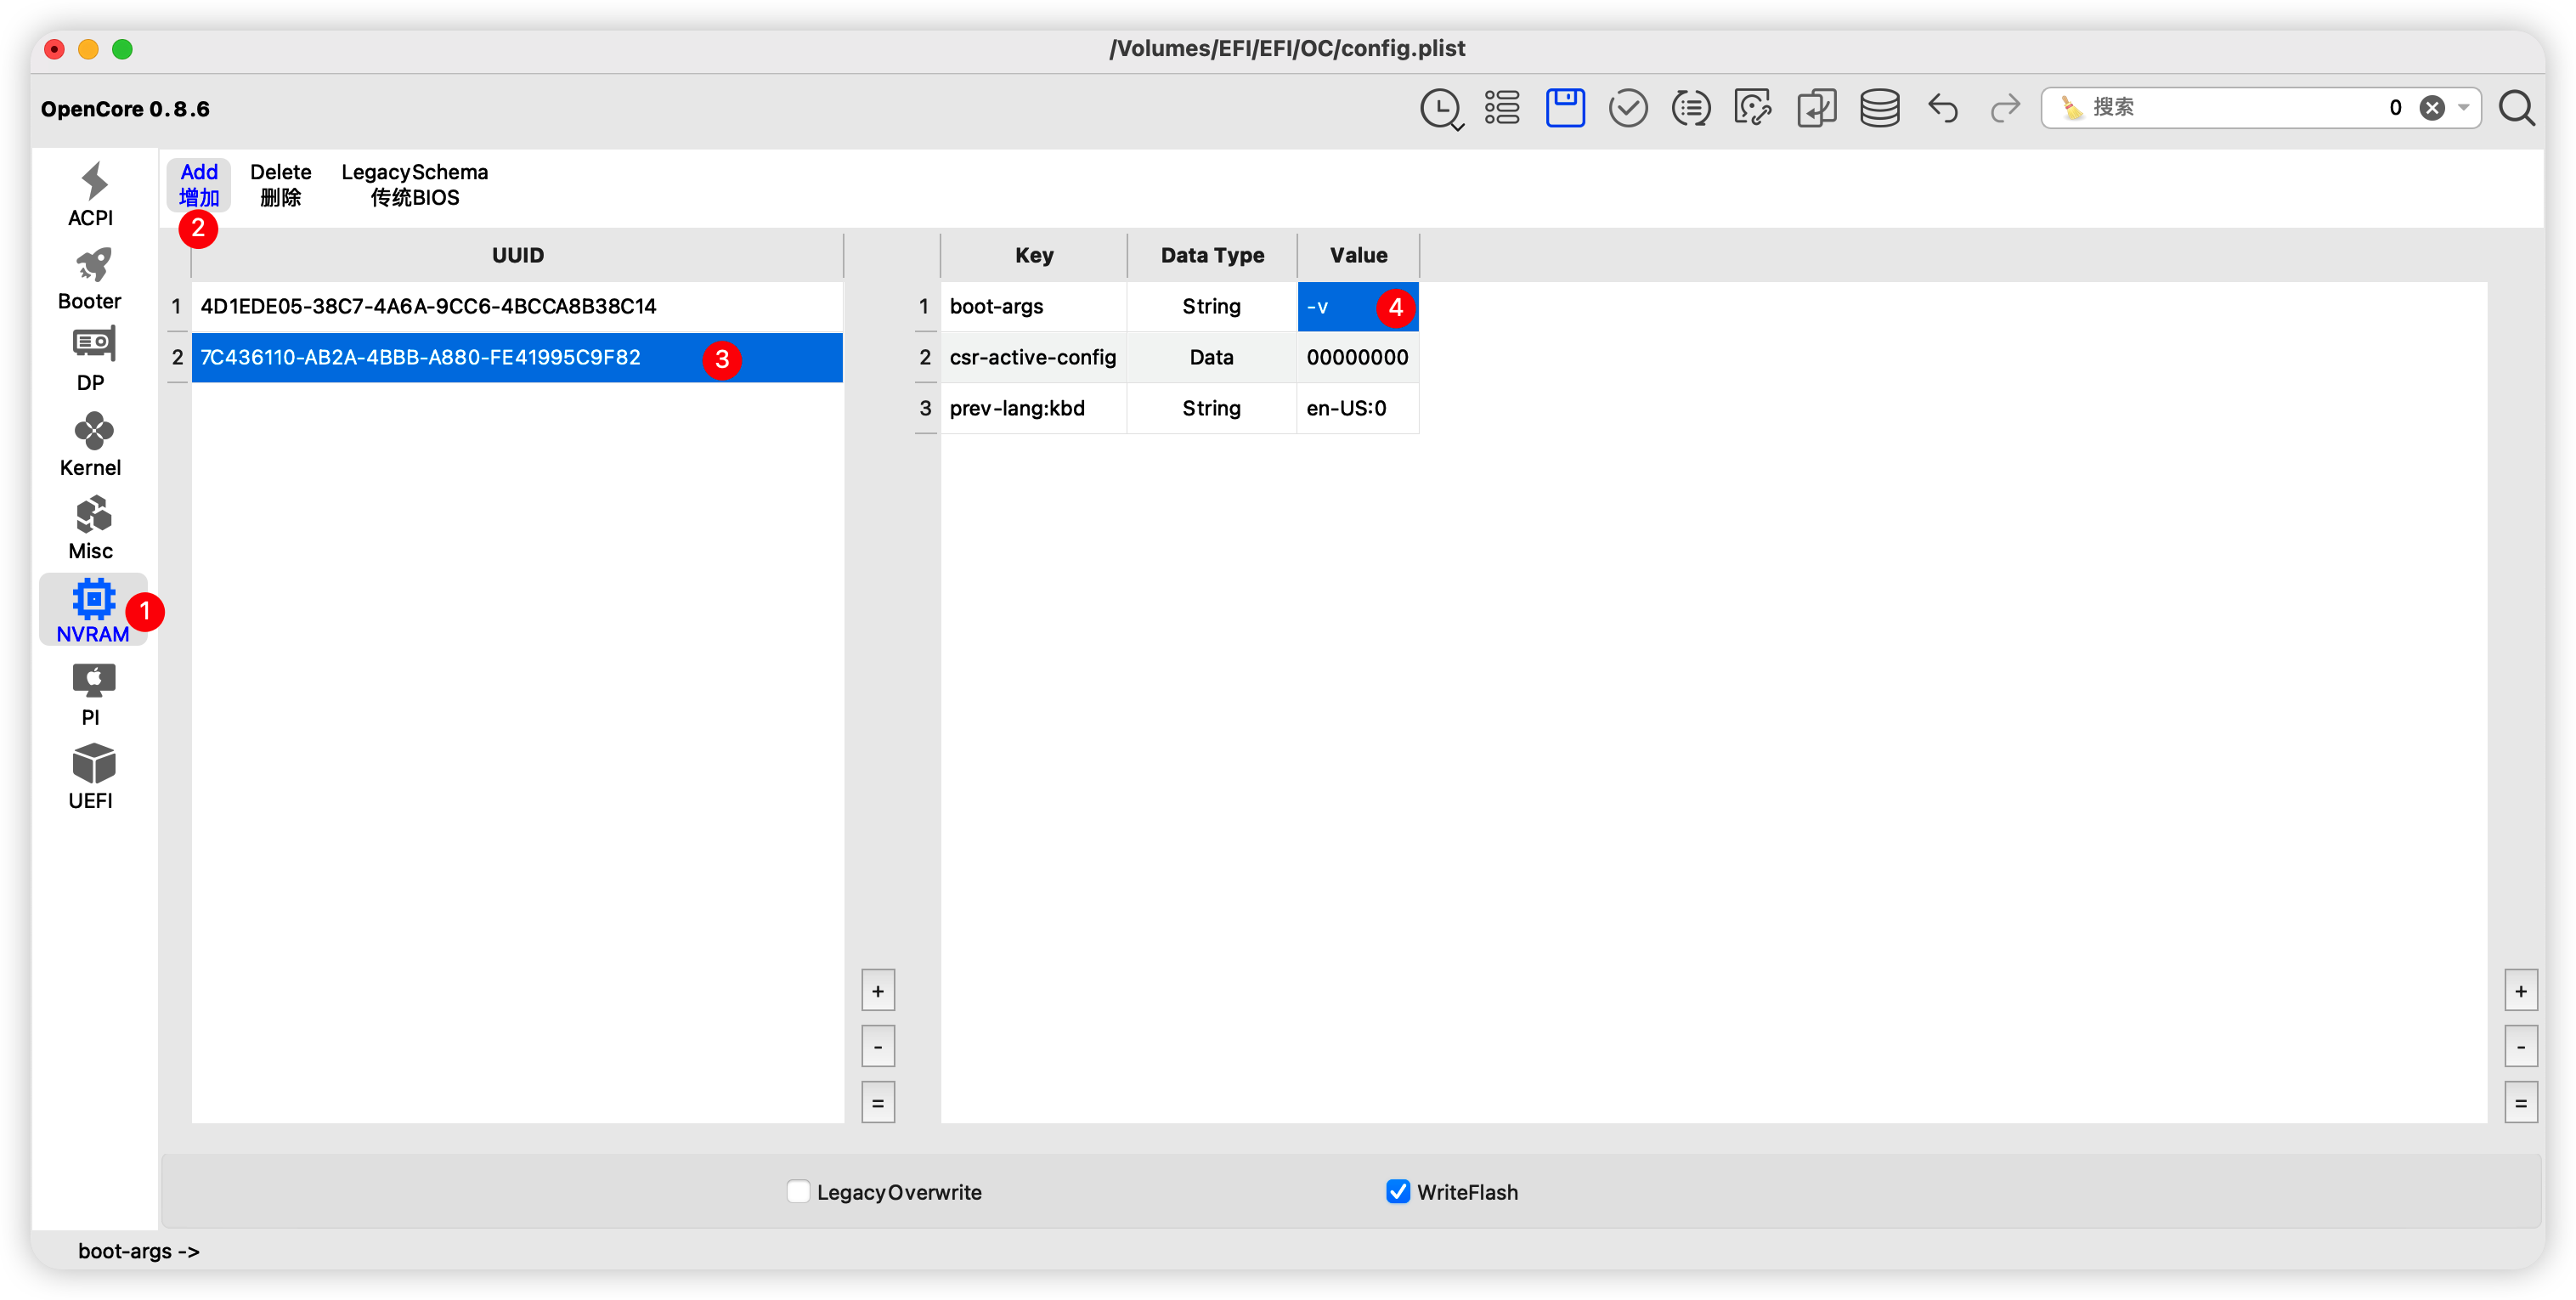 /Volumes/EFI/EFI/OC/config.plist
OpenCore 0.8.6
搜索 0
ACPI
Booter
DP
Kernel
Misc
NVRAM 1
PI
UEFI
Add Delete LegacySchema
增加 删除 传统BIOS
2
UUID
1 4D1EDE05-38C7-4A6A-9CC6-4BCCA8B38C14
2 7C436110-AB2A-4BBB-A880-FE41995C9F82 3
Key Data Type Value
1 boot-args String -v 4
2 csr-active-config Data 00000000
3 prev-lang:kbd String en-US:0
+
-
=
+
-
=
LegacyOverwrite WriteFlash
boot-args ->